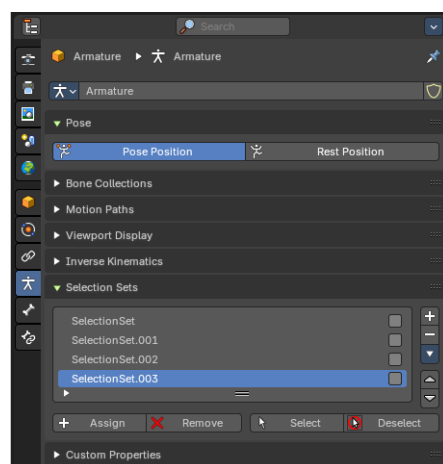 Search
Armature Armature
Armature
Pose
Pose Position Rest Position
Bone Collections
Motion Paths
Viewport Display
Inverse Kinematics
Selection Sets
SelectionSet
SelectionSet.001
SelectionSet.002
SelectionSet.003
Assign Remove Select Deselect
Custom Properties